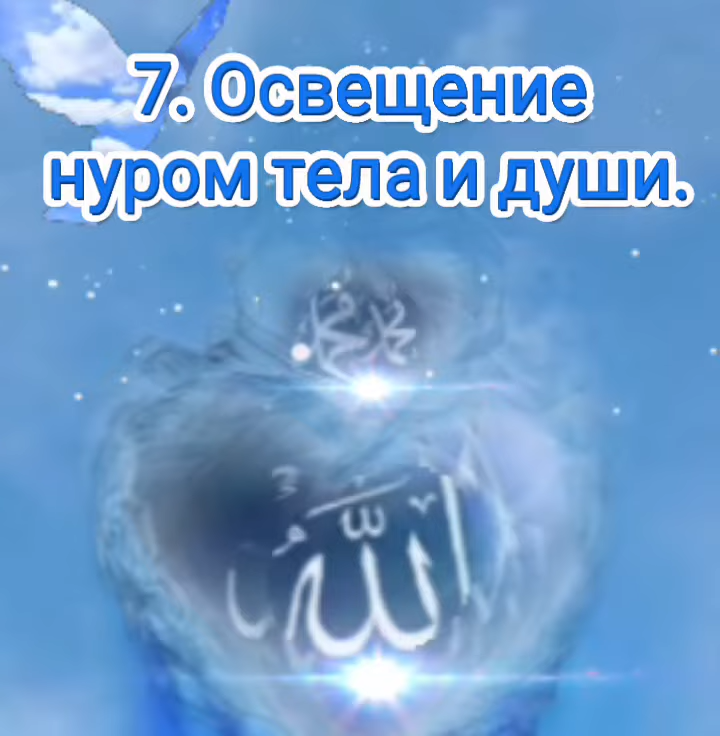 7. Освещение
нуром тела и души.
محمد
الله